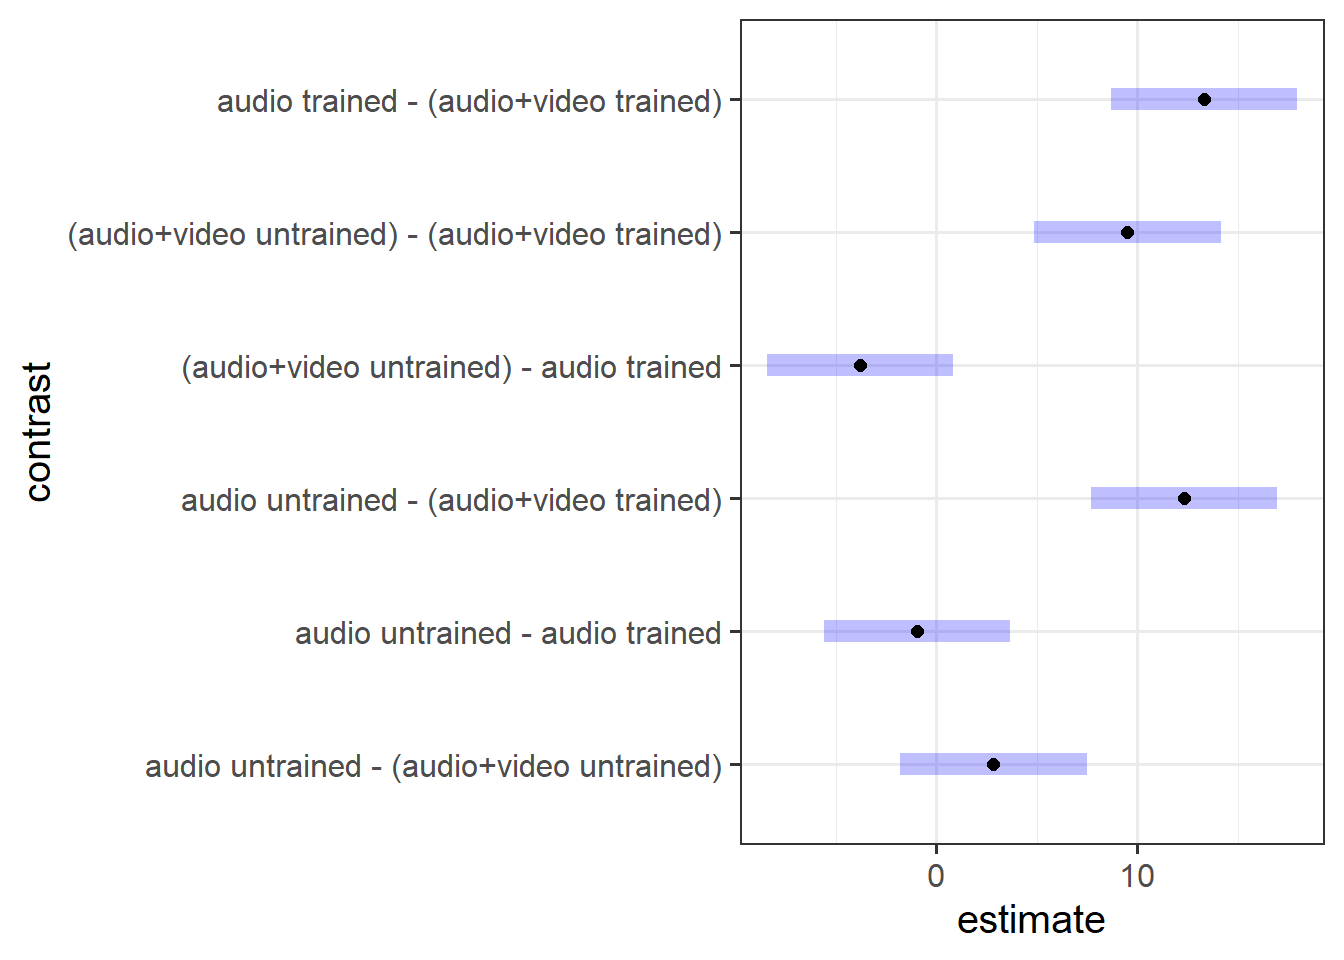 audio trained - (audio+video trained)
(audio+video untrained) - (audio+video trained)
(audio+video untrained) - audio trained
audio untrained - (audio+video trained)
audio untrained - audio trained
audio untrained - (audio+video untrained)
contrast
0 10
estimate